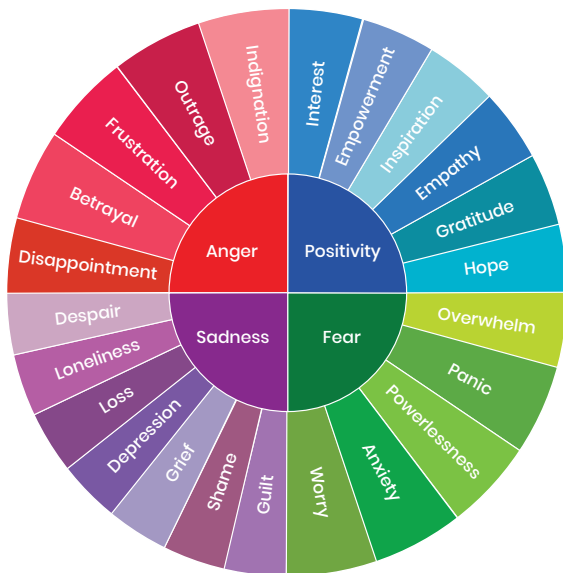 Interest
Empowerment
Inspiration
Empathy
Gratitude
Hope
Overwhelm
Panic
Powerlessness
Anxiety
Worry
Guilt
Shame
Grief
Depression
Loss
Loneliness
Despair
Disappointment
Betrayal
Frustration
Outrage
Indignation
Anger
Positivity
Sadness
Fear